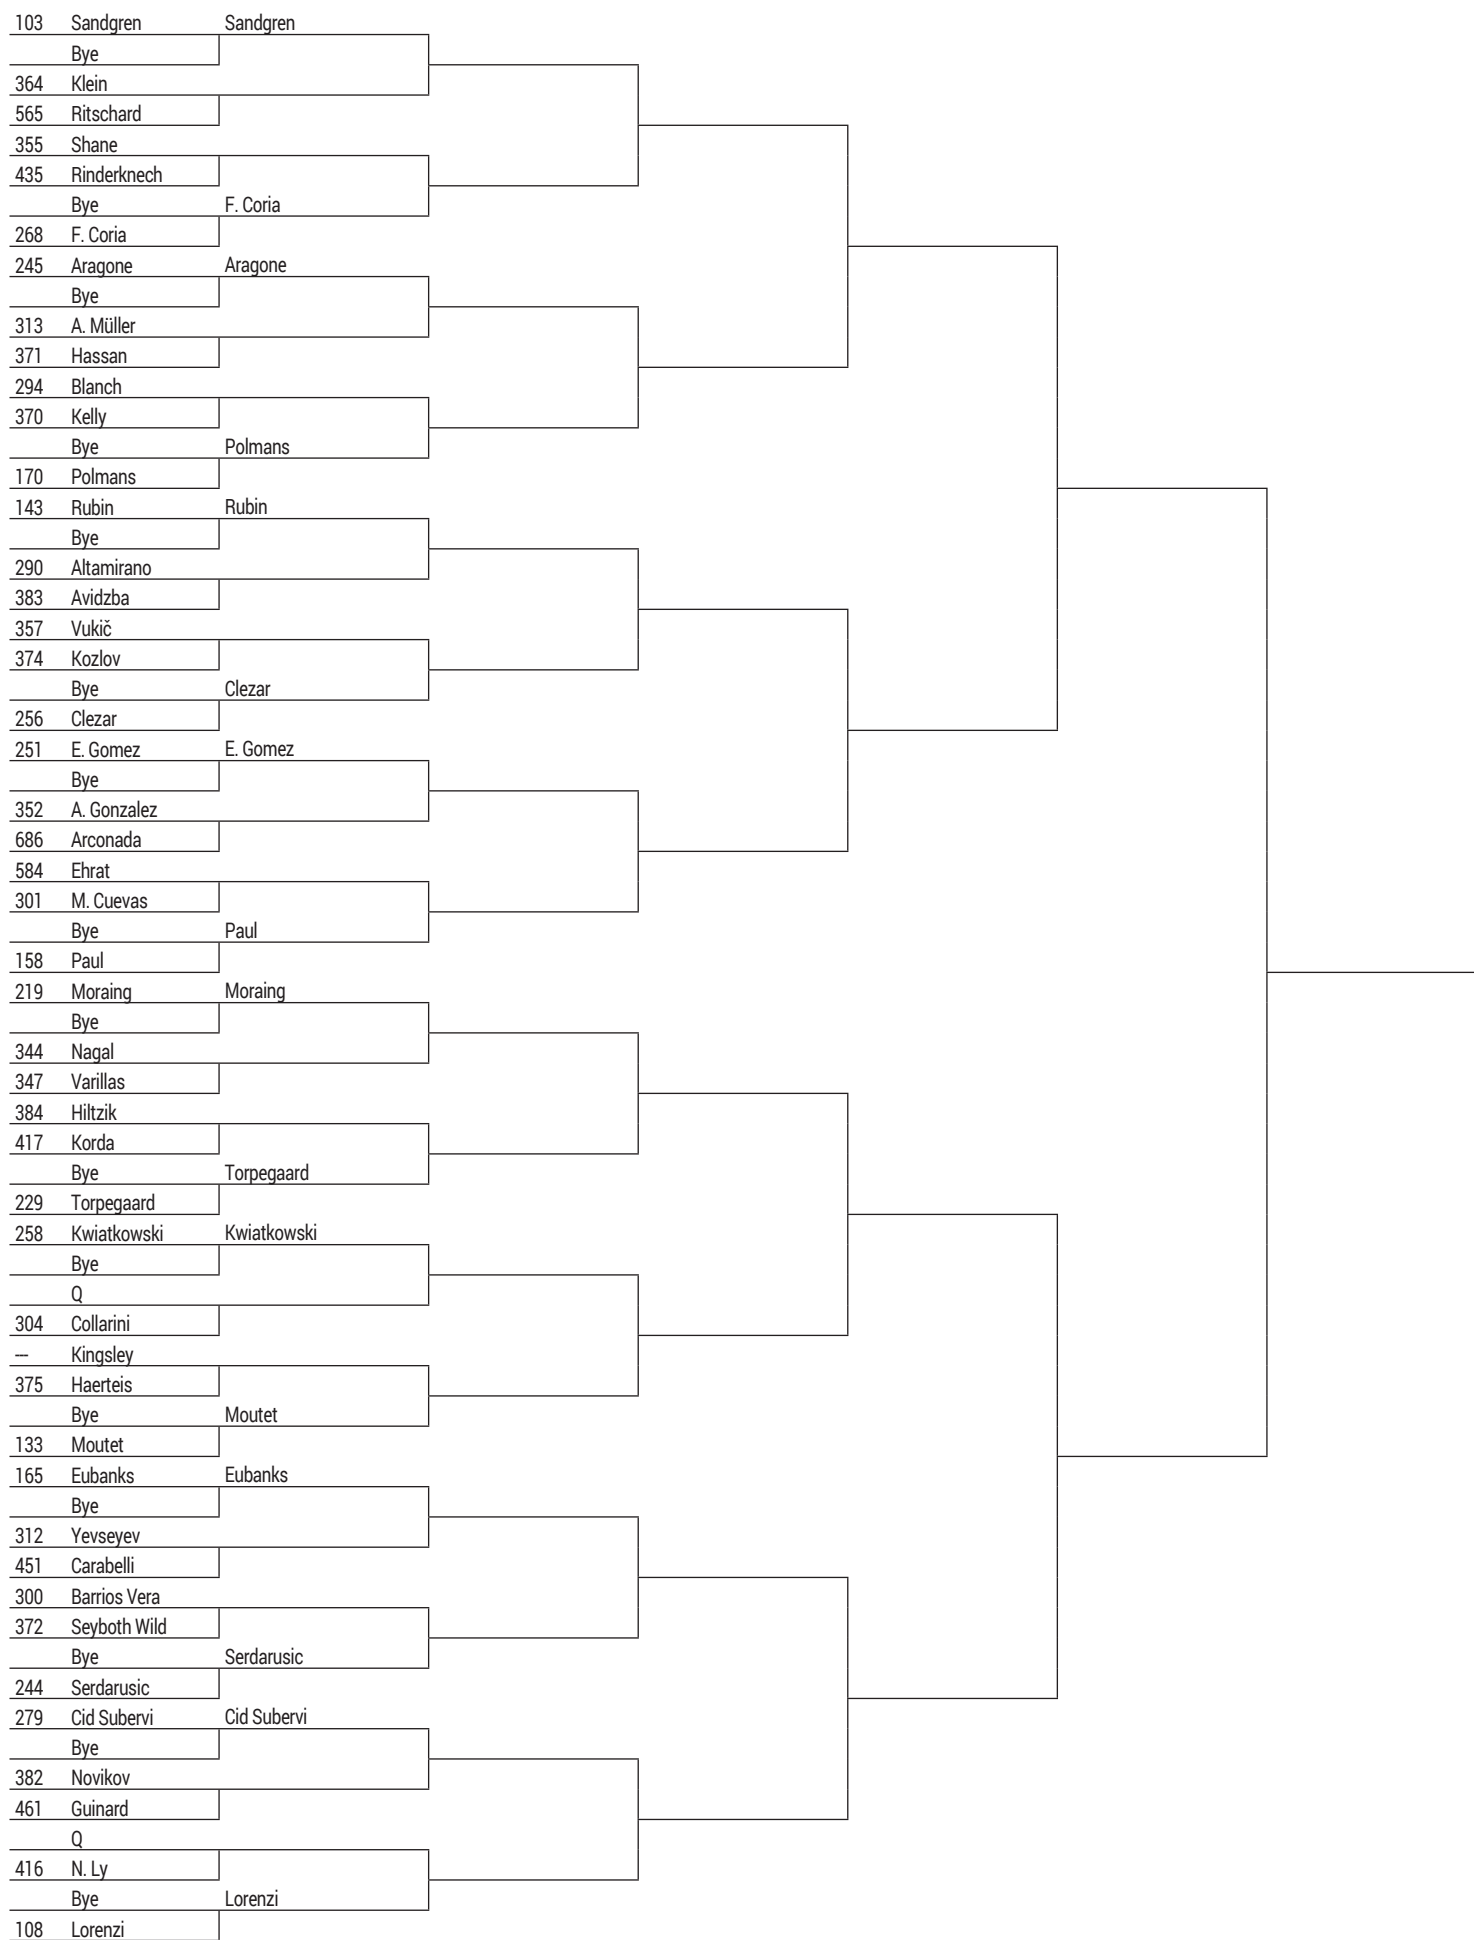 103 Sandgren Sandgren
Bye
364 Klein
565 Ritschard
355 Shane
435 Rinderknech
Bye F. Coria
268 F. Coria
245 Aragone Aragone
Bye
313 A. Müller
371 Hassan
294 Blanch
370 Kelly
Bye Polmans
170 Polmans
143 Rubin Rubin
Bye
290 Altamirano
383 Avidzba
357 Vukič
374 Kozlov
Bye Clezar
256 Clezar
251 E. Gomez E. Gomez
Bye
352 A. Gonzalez
686 Arconada
584 Ehrat
301 M. Cuevas
Bye Paul
158 Paul
219 Moraing Moraing
Bye
344 Nagal
347 Varillas
384 Hiltzik
417 Korda
Bye Torpegaard
229 Torpegaard
258 Kwiatkowski Kwiatkowski
Bye
Q
304 Collarini
--- Kingsley
375 Haerteis
Bye Moutet
133 Moutet
165 Eubanks Eubanks
Bye
312 Yevseyev
451 Carabelli
300 Barrios Vera
372 Seyboth Wild
Bye Serdarusic
244 Serdarusic
279 Cid Subervi Cid Subervi
Bye
382 Novikov
461 Guinard
Q
416 N. Ly
Bye Lorenzi
108 Lorenzi